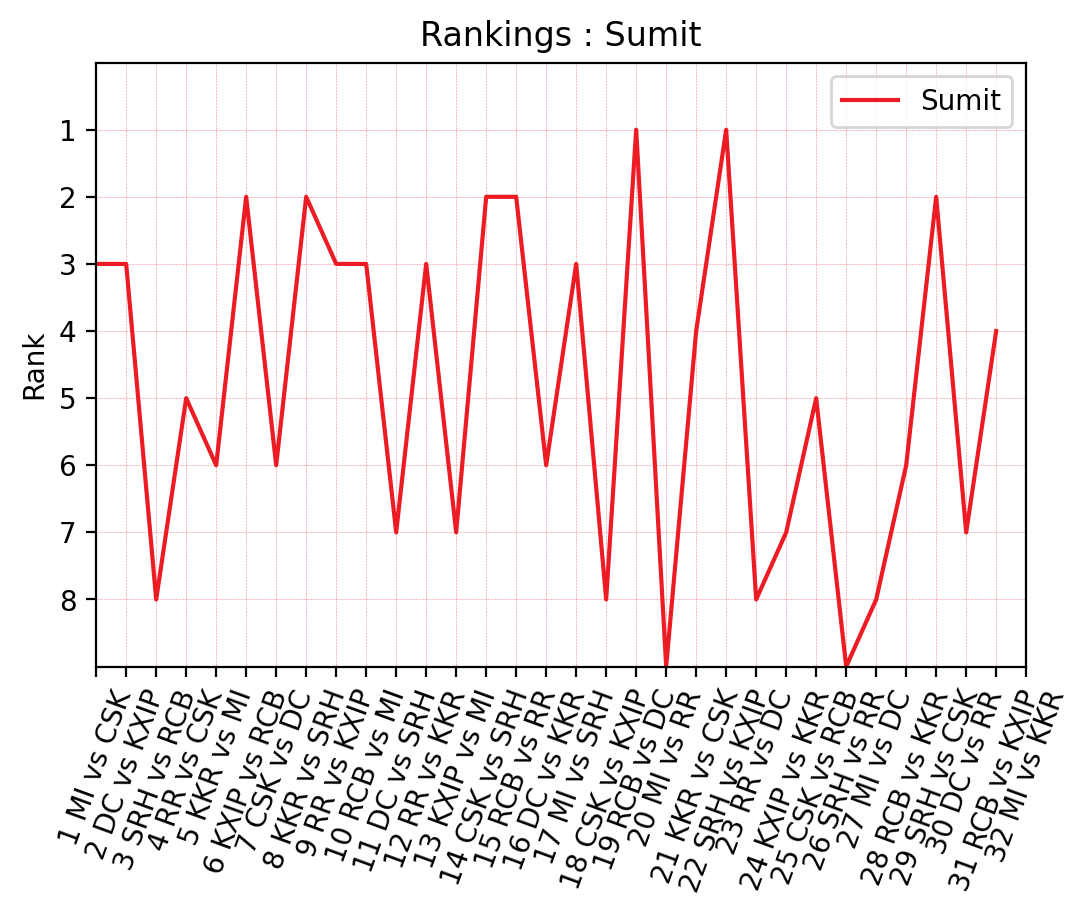 Rankings : Sumit
Sumit
Rank
1
2
3
4
5
6
7
8
1 MI vs CSK
2 DC vs KXIP
3 SRH vs RCB
4 RR vs CSK
5 KKR vs MI
6 KXIP vs RCB
7 CSK vs DC
8 KKR vs SRH
9 RR vs KXIP
10 RCB vs MI
11 DC vs SRH
12 RR vs KKR
13 KXIP vs MI
14 CSK vs SRH
15 RCB vs RR
16 DC vs KKR
17 MI vs SRH
18 CSK vs KXIP
19 RCB vs DC
20 MI vs RR
21 KKR vs CSK
22 SRH vs KXIP
23 RR vs DC
24 KXIP vs KKR
25 CSK vs RCB
26 SRH vs RR
27 MI vs DC
28 RCB vs KKR
29 SRH vs CSK
30 DC vs RR
31 RCB vs KXIP
32 MI vs KKR